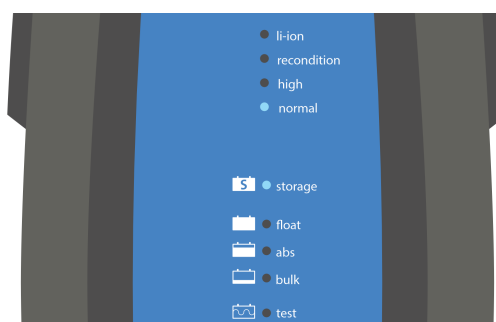 li-ion
recondition
high
normal
S storage
float
abs
bulk
test